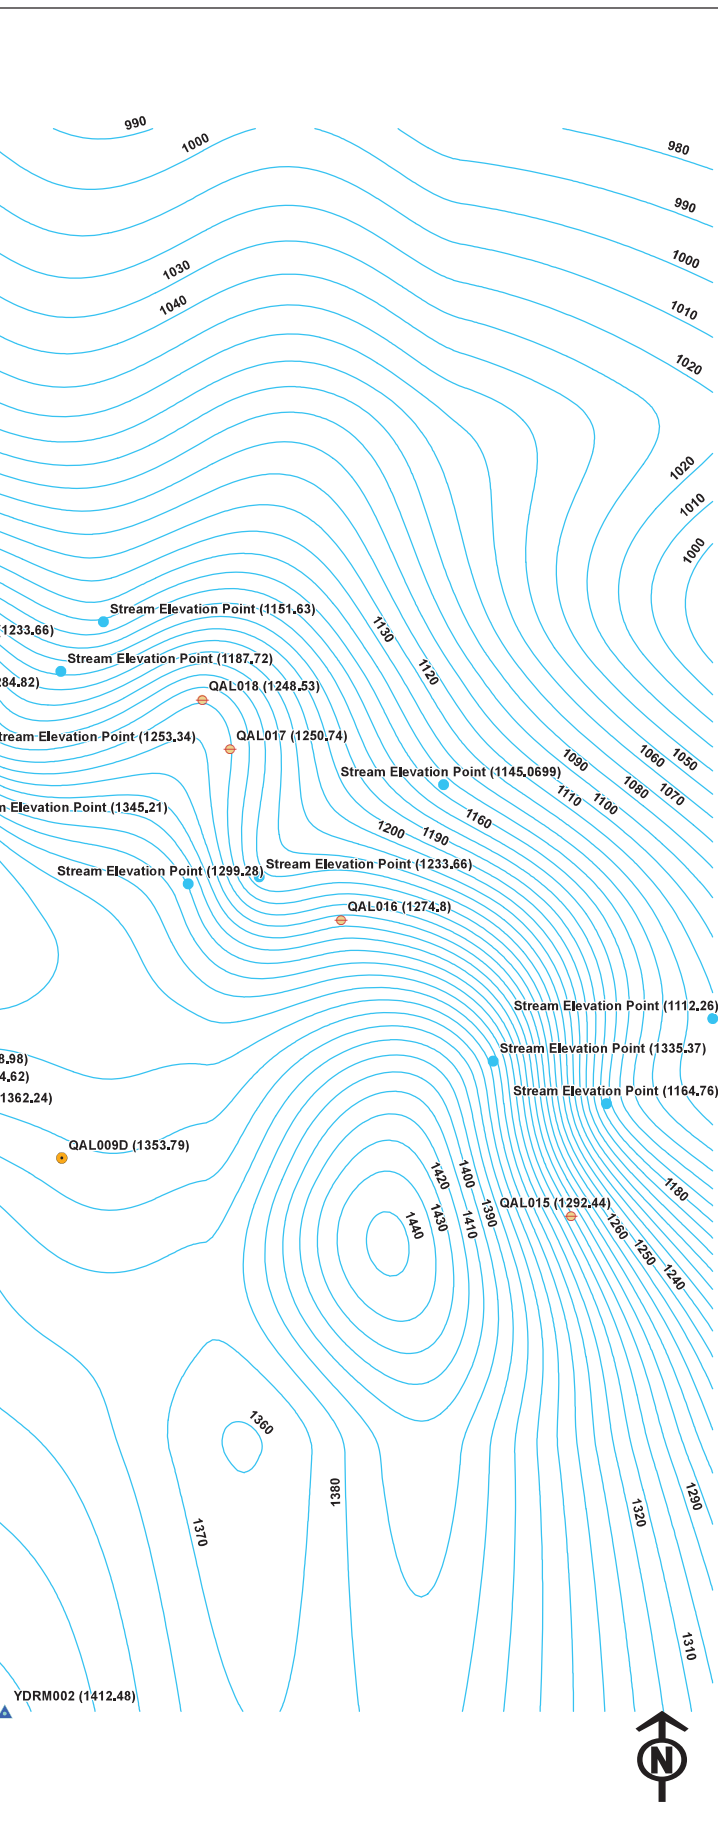 990
1000
980
990
1000
1030
1010
1040
1020
1020
1010
1000
Stream Elevation Point (1151.63)
1233.66)
1130
Stream Elevation Point (1187.72)
1120
284.82)
QAL018 (1248.53)
tream Elevation Point (1253.34)
QAL017 (1250.74)
1060
1050
1090
Stream Elevation Point (1145.0699)
1080
1070
1110
1100
m Elevation Point (1345.21)
1160
1200
1190
Stream Elevation Point (1299.28)
Stream Elevation Point (1233.66)
QAL016 (1274.8)
Stream Elevation Point (1112.26)
Stream Elevation Point (1335.37)
8.98)
4.62)
Stream Elevation Point (1164.76)
1362.24)
QAL009D (1353.79)
1420
1400
1180
QAL015 (1292.44)
1440
1430
1410
1390
1260
1250
1240
1360
1380
1290
1320
1370
1310
YDRM002 (1412.48)
N